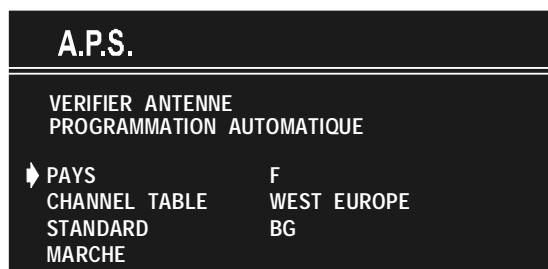 A.P.S.
VERIFIER ANTENNE
PROGRAMMATION AUTOMATIQUE
PAYS F
CHANNEL TABLE WEST EUROPE
STANDARD BG
MARCHE